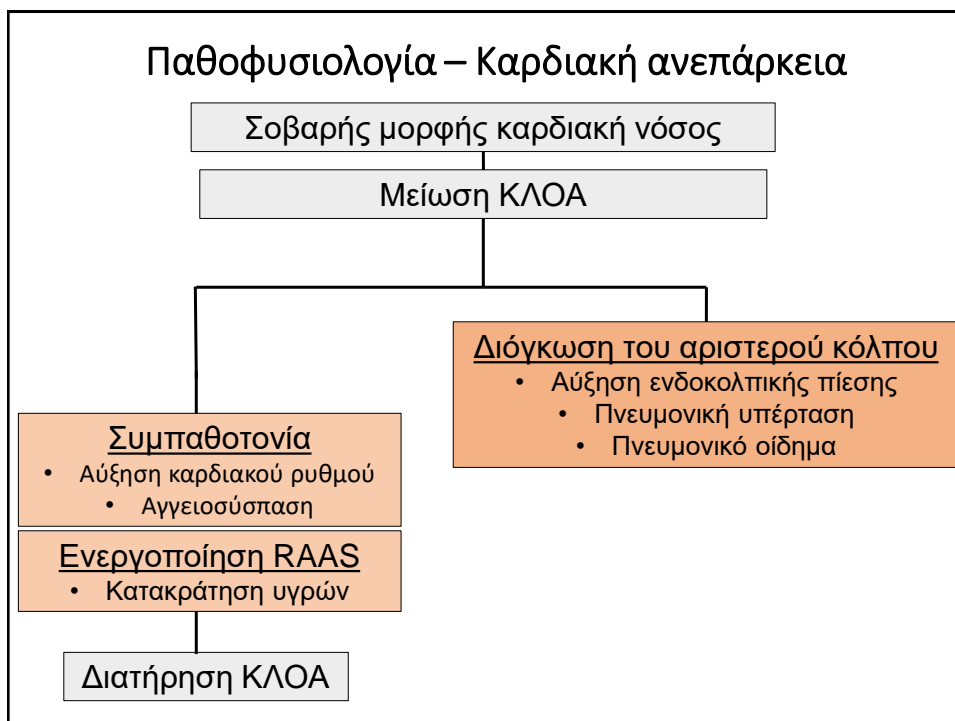 Παθοφυσιολογία – Καρδιακή ανεπάρκεια
Σοβαρής μορφής καρδιακή νόσος
Μείωση ΚΛΟΑ
Διόγκωση του αριστερού κόλπου
• Αύξηση ενδοκολπικής πίεσης
• Πνευμονική υπέρταση
• Πνευμονικό οίδημα
Συμπαθοτονία
• Αύξηση καρδιακού ρυθμού
• Αγγειοσύσπαση
Ενεργοποίηση RAAS
• Κατακράτηση υγρών
Διατήρηση ΚΛΟΑ